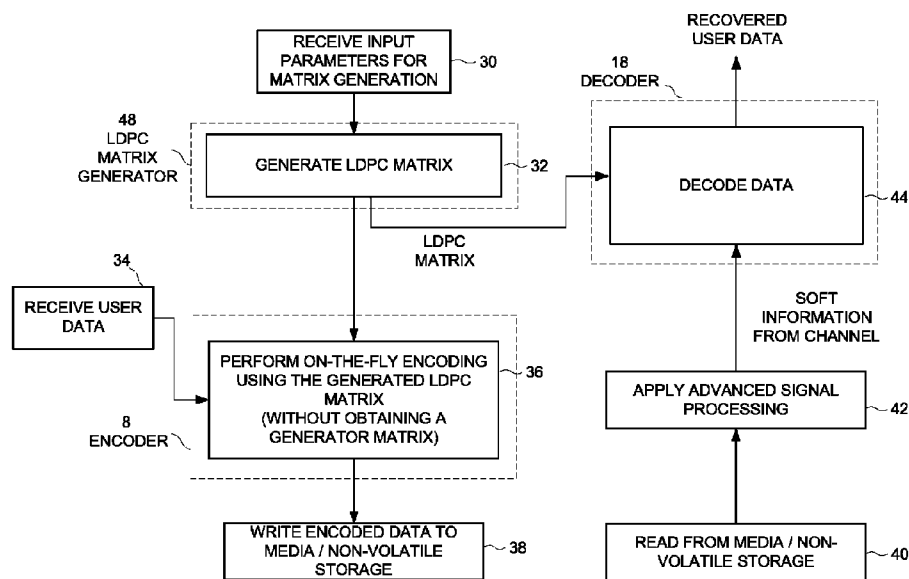 RECEIVE INPUT
PARAMETERS FOR
MATRIX GENERATION
30
48
LDPC
MATRIX
GENERATOR
GENERATE LDPC MATRIX
32
LDPC
MATRIX
34
RECEIVE USER
DATA
PERFORM ON-THE-FLY ENCODING
USING THE GENERATED LDPC
MATRIX
(WITHOUT OBTAINING A
GENERATOR MATRIX)
36
8
ENCODER
WRITE ENCODED DATA TO
MEDIA / NON-VOLATILE
STORAGE
38
RECOVERED
USER DATA
18
DECODER
DECODE DATA
44
SOFT
INFORMATION
FROM CHANNEL
APPLY ADVANCED SIGNAL
PROCESSING
42
READ FROM MEDIA / NON-
VOLATILE STORAGE
40